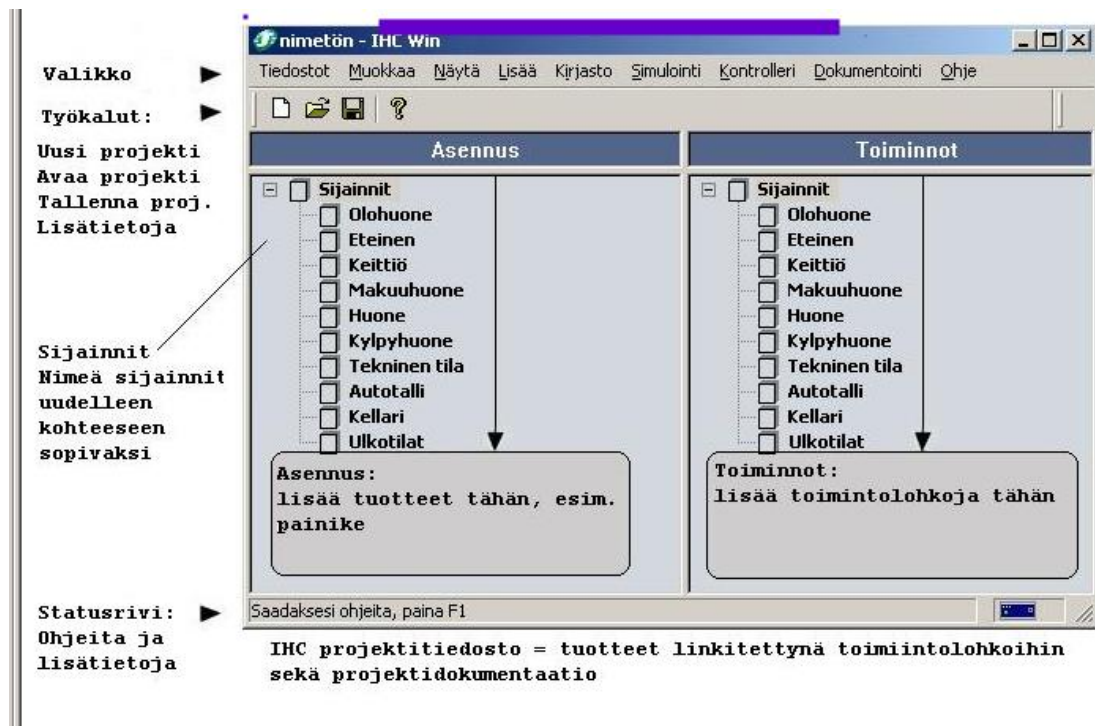 nimetön - IHC Win
Valikko
Tiedostot Muokkaa Näytä Lisää Kirjasto Simulointi Kontrolleri Dokumentointi Ohje
Työkalut:
Uusi projekti
Avaa projekti
Tallenna proj.
Lisätietoja
Asennus
Sijainnit
Olohuone
Eteinen
Keittiö
Makuuhuone
Huone
Kylpyhuone
Tekninen tila
Autotalli
Kellari
Ulkotilat
Asennus:
lisää tuotteet tähän, esim.
painike
Toiminnot
Sijainnit
Olohuone
Eteinen
Keittiö
Makuuhuone
Huone
Kylpyhuone
Tekninen tila
Autotalli
Kellari
Ulkotilat
Toiminnot:
lisää toimintolohkoja tähän
Sijainnit
Nimeä sijainnit
uudelleen
kohteeseen
sopivaksi
Statusrivi:
Ohjeita ja
lisätietoja
Saadaksesi ohjeita, paina F1
IHC projektitiedosto = tuotteet linkitettynä toimiintolohkoihin
sekä projektidokumentaatio